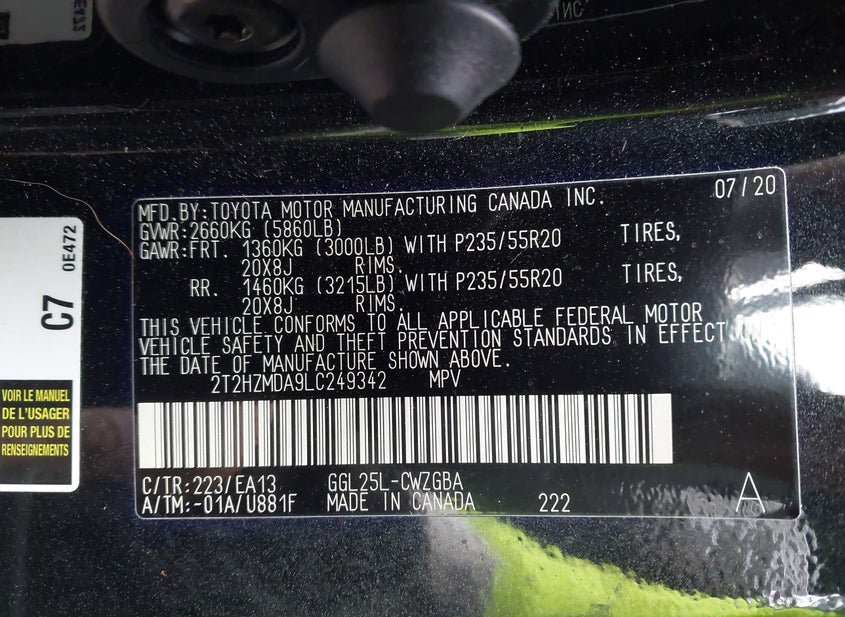 INC
E472
MFD.BY:TOYOTA MOTOR MANUFACTURING CANADA INC. 07/20
GVWR:2660KG (5860LB)
GAWR:FRT. 1360KG (3000LB) WITH P235/55R20 TIRES,
20X8J RIMS.
RR. 1460KG (3215LB) WITH P235/55R20 TIRES,
20X8J RIMS.
THIS VEHICLE CONFORMS TO ALL APPLICABLE FEDERAL MOTOR
VEHICLE SAFETY AND THEFT PREVENTION STANDARDS IN EFFECT ON
THE DATE OF MANUFACTURE SHOWN ABOVE.
2T2HZMDA9LC249342 MPV
C/TR:223/EA13 GGL25L-CWZGBA
A/TM:-01A/U881F MADE IN CANADA 222 A
C7 0E472
VOIR LE MANUEL
DE L'USAGER
POUR PLUS DE
RENSEIGNEMENTS